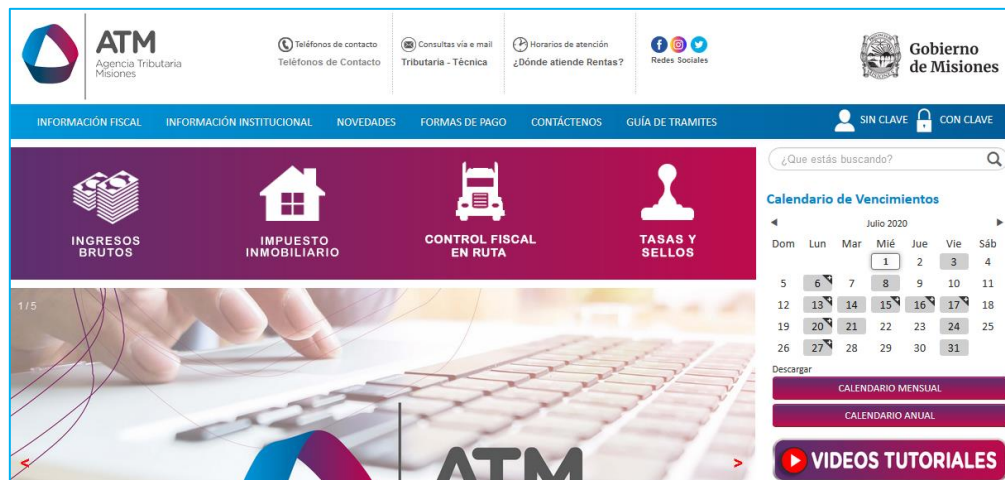 ATM
Agencia Tributaria
Misiones
Teléfonos de contacto
Teléfonos de Contacto
Consultas vía e mail
Tributaria - Técnica
Horarios de atención
¿Dónde atiende Rentas?
Redes Sociales
Gobierno
de Misiones
INFORMACIÓN FISCAL
INFORMACIÓN INSTITUCIONAL
NOVEDADES
FORMAS DE PAGO
CONTÁCTENOS
GUÍA DE TRAMITES
SIN CLAVE
CON CLAVE
INGRESOS
BRUTOS
IMPUESTO
INMOBILIARIO
CONTROL FISCAL
EN RUTA
TASAS Y
SELLOS
1/5
ATM
< >
¿Que estás buscando?
Calendario de Vencimientos
Julio 2020
Dom Lun Mar Mié Jue Vie Sáb
1 2 3 4
5 6 7 8 9 10 11
12 13 14 15 16 17 18
19 20 21 22 23 24 25
26 27 28 29 30 31
Descargar
CALENDARIO MENSUAL
CALENDARIO ANUAL
VIDEOS TUTORIALES